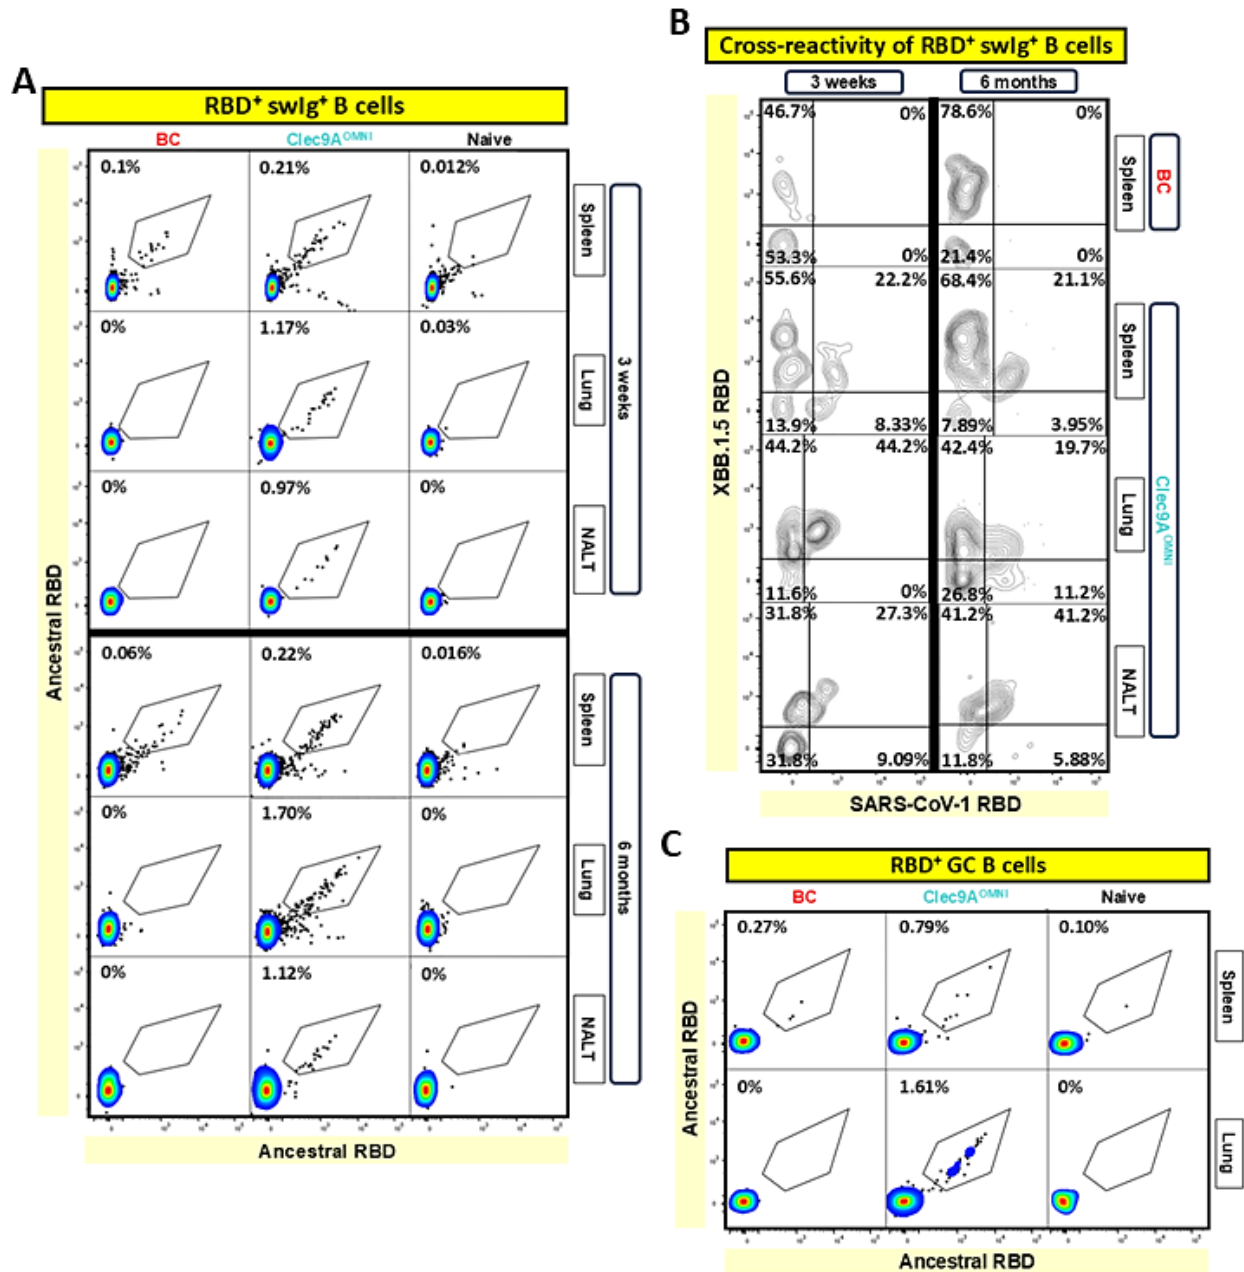 A
RBD⁺ swIg⁺ B cells
BC
Clec9A^OMNI
Naive
0.1%
0.21%
0.012%
Spleen
0%
1.17%
0.03%
Lung
3 weeks
0%
0.97%
0%
NALT
Ancestral RBD
0.06%
0.22%
0.016%
Spleen
0%
1.70%
0%
Lung
6 months
0%
1.12%
0%
NALT
Ancestral RBD
B
Cross-reactivity of RBD⁺ swIg⁺ B cells
3 weeks
6 months
46.7%
0%
78.6%
0%
Spleen
BC
53.3%
0%
21.4%
0%
55.6%
22.2%
68.4%
21.1%
Spleen
XBB.1.5 RBD
13.9%
8.33%
7.89%
3.95%
44.2%
44.2%
42.4%
19.7%
Lung
Clec9A^OMNI
11.6%
0%
26.8%
11.2%
31.8%
27.3%
41.2%
41.2%
NALT
31.8%
9.09%
11.8%
5.88%
SARS-CoV-1 RBD
C
RBD⁺ GC B cells
BC
Clec9A^OMNI
Naive
0.27%
0.79%
0.10%
Spleen
Ancestral RBD
0%
1.61%
0%
Lung
Ancestral RBD